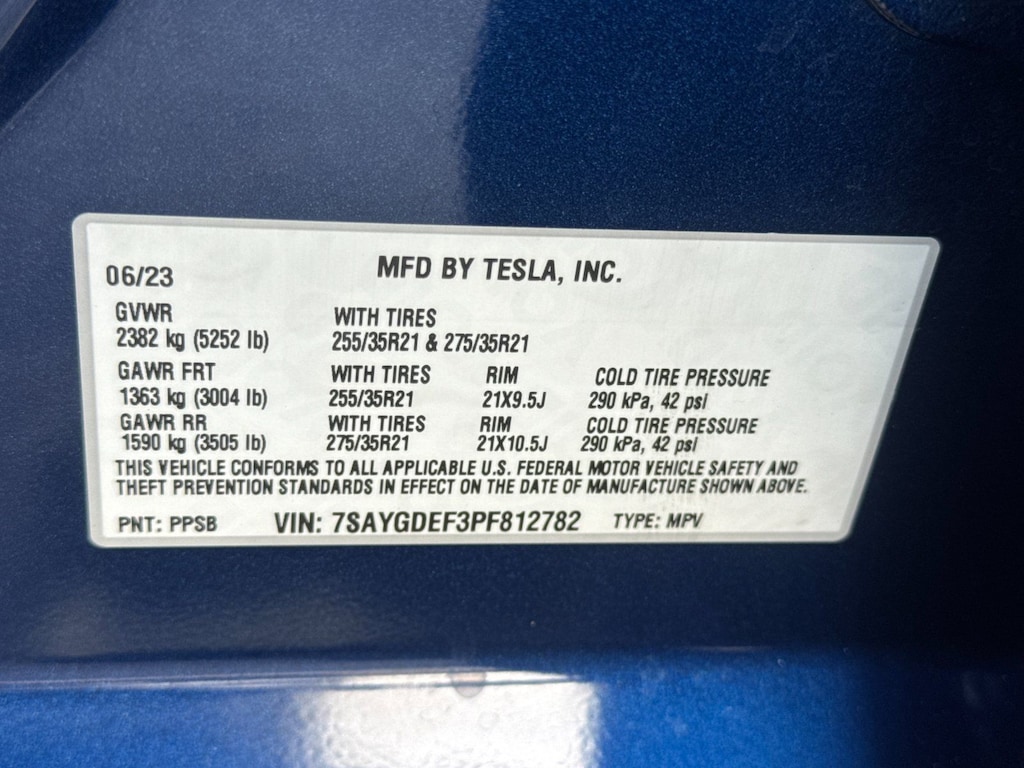 06/23 MFD BY TESLA, INC.
GVWR WITH TIRES
2382 kg (5252 lb) 255/35R21 & 275/35R21
GAWR FRT WITH TIRES RIM COLD TIRE PRESSURE
1363 kg (3004 lb) 255/35R21 21X9.5J 290 kPa, 42 psi
GAWR RR WITH TIRES RIM COLD TIRE PRESSURE
1590 kg (3505 lb) 275/35R21 21X10.5J 290 kPa, 42 psi
THIS VEHICLE CONFORMS TO ALL APPLICABLE U.S. FEDERAL MOTOR VEHICLE SAFETY AND
THEFT PREVENTION STANDARDS IN EFFECT ON THE DATE OF MANUFACTURE SHOWN ABOVE.
PNT: PPSB VIN: 7SAYGDEF3PF812782 TYPE: MPV